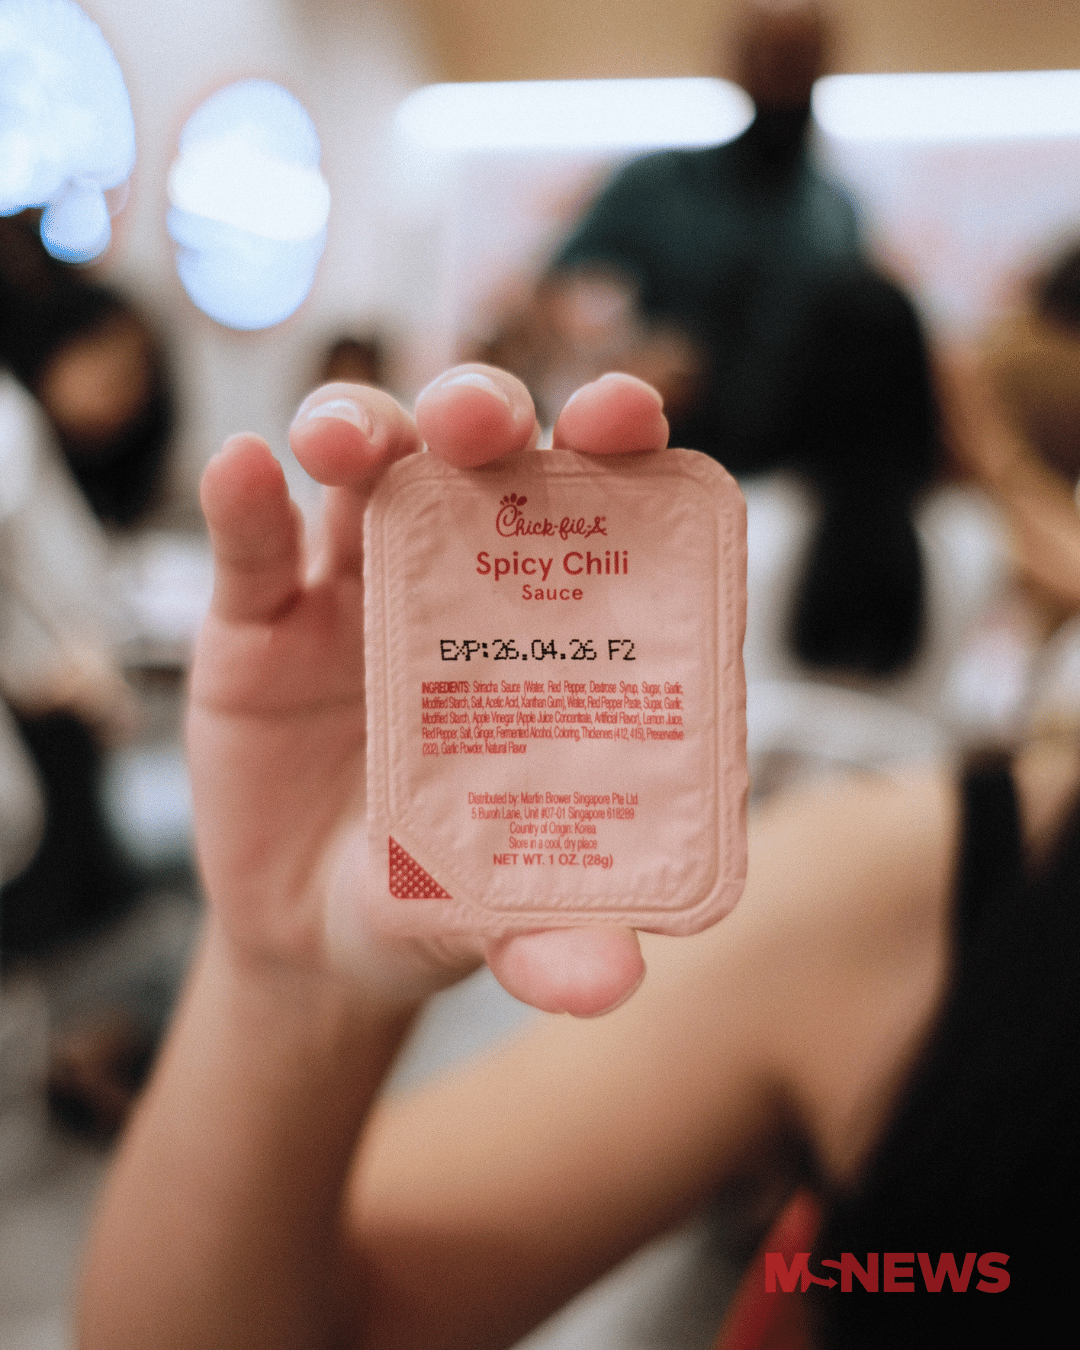 Chick-fil-A®
Spicy Chili
Sauce
EXP:26.04.26 F2
INGREDIENTS: Sriracha Sauce (Water, Red Pepper, Dextrose Syrup, Sugar, Garlic,
Modified Starch, Salt, Acetic Acid, Xanthan Gum), Water, Red Pepper Paste, Sugar, Garlic,
Modified Starch, Apple Vinegar (Apple Juice Concentrate, Artificial Flavor), Lemon Juice,
Red Pepper, Salt, Ginger, Fermented Alcohol, Coloring, Thickeners (412, 415), Preservative
(202), Garlic Powder, Natural Flavor
Distributed by: Martin Brower Singapore Pte Ltd
5 Buroh Lane, Unit #07-01 Singapore 618289
Country of Origin: Korea
Store in a cool, dry place
NET WT. 1 OZ. (28g)
MSNEWS